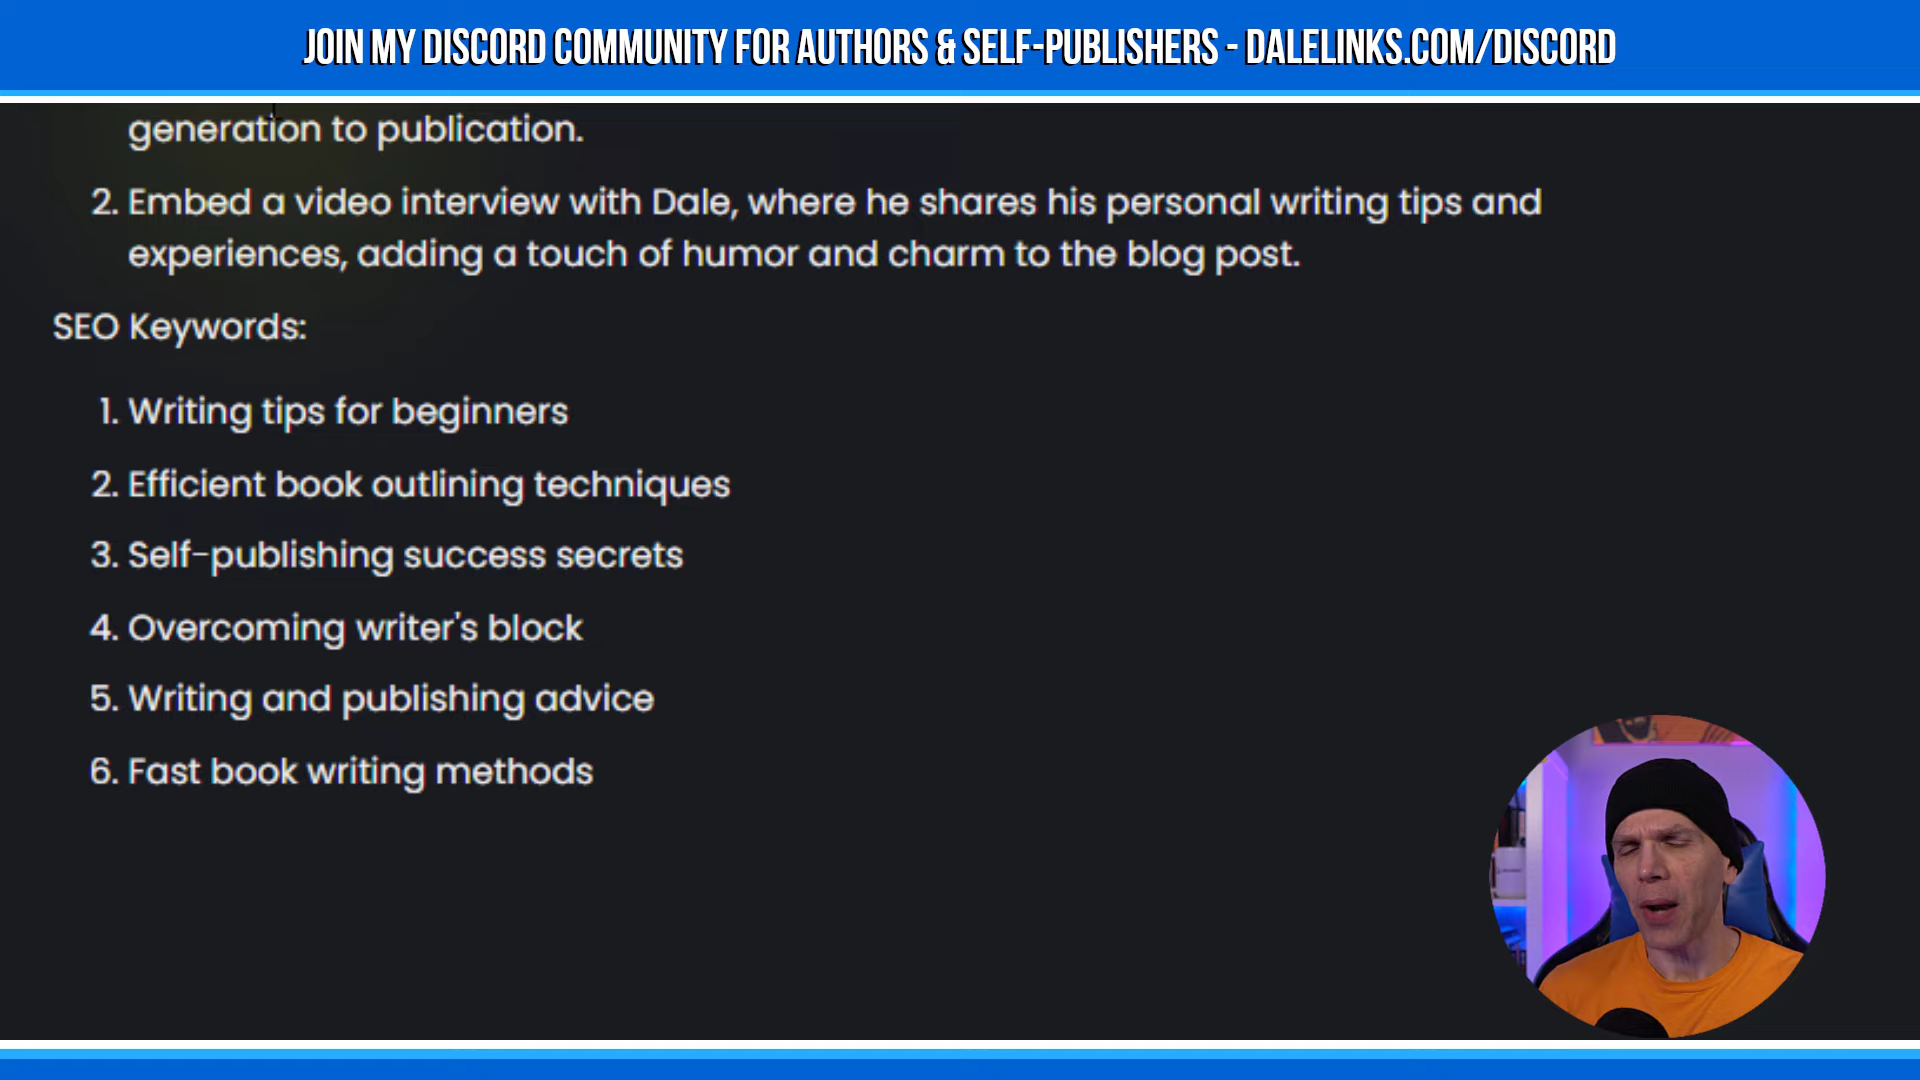 JOIN MY DISCORD COMMUNITY FOR AUTHORS & SELF-PUBLISHERS - DALELINKS.COM/DISCORD
generation to publication.
2. Embed a video interview with Dale, where he shares his personal writing tips and
experiences, adding a touch of humor and charm to the blog post.
SEO Keywords:
1. Writing tips for beginners
2. Efficient book outlining techniques
3. Self-publishing success secrets
4. Overcoming writer's block
5. Writing and publishing advice
6. Fast book writing methods